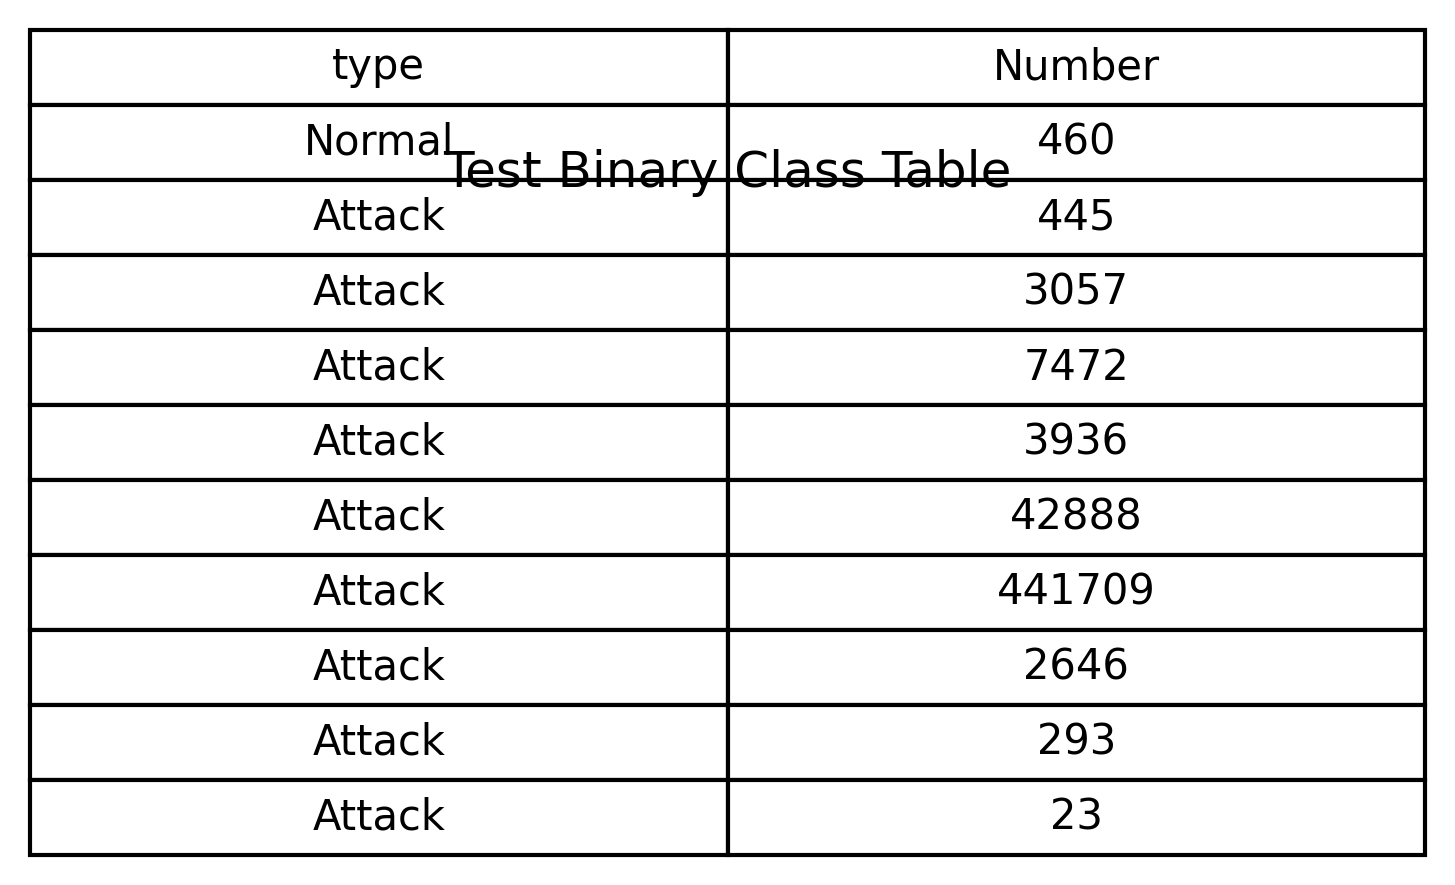 type Number
Normal 460
Test Binary Class Table
Attack 445
Attack 3057
Attack 7472
Attack 3936
Attack 42888
Attack 441709
Attack 2646
Attack 293
Attack 23